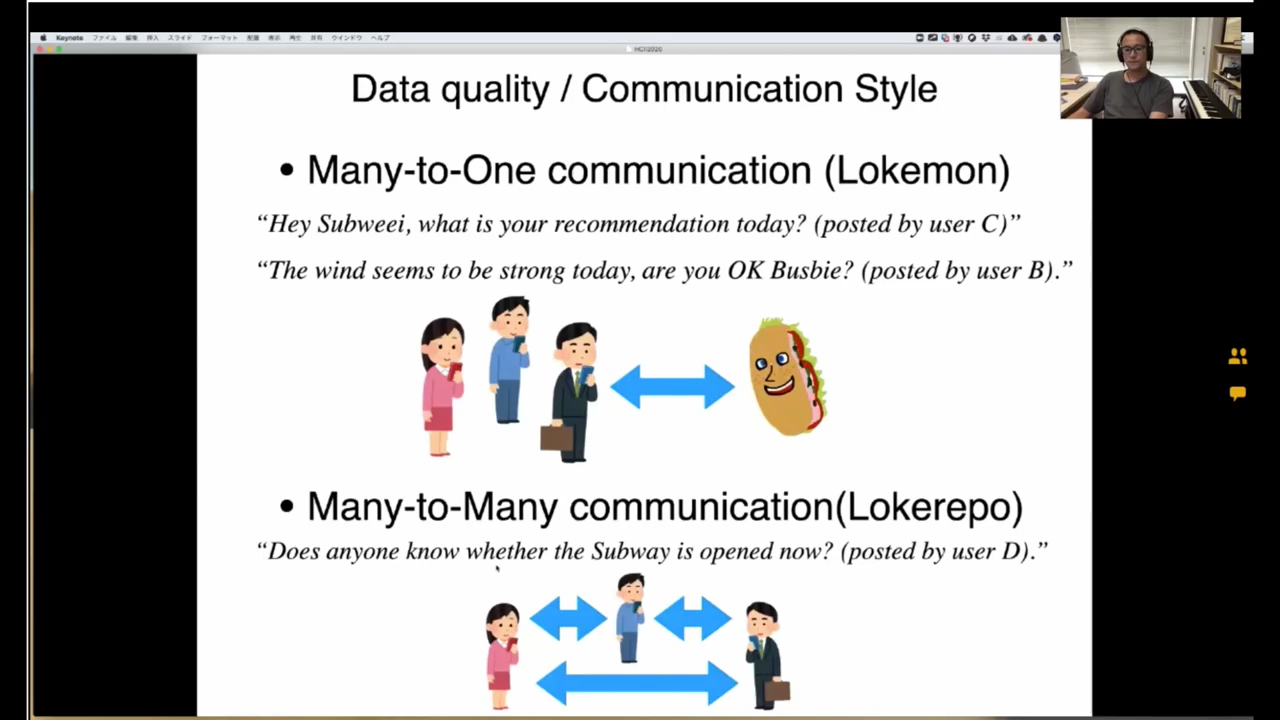 Keynote ファイル 編集 挿入 スライド フォーマット 配置 表示 再生 共有 ウインドウ ヘルプ
HCII2020
Data quality / Communication Style
• Many-to-One communication (Lokemon)
“Hey Subweei, what is your recommendation today? (posted by user C)”
“The wind seems to be strong today, are you OK Busbie? (posted by user B).”
• Many-to-Many communication(Lokerepo)
“Does anyone know whether the Subway is opened now? (posted by user D).”